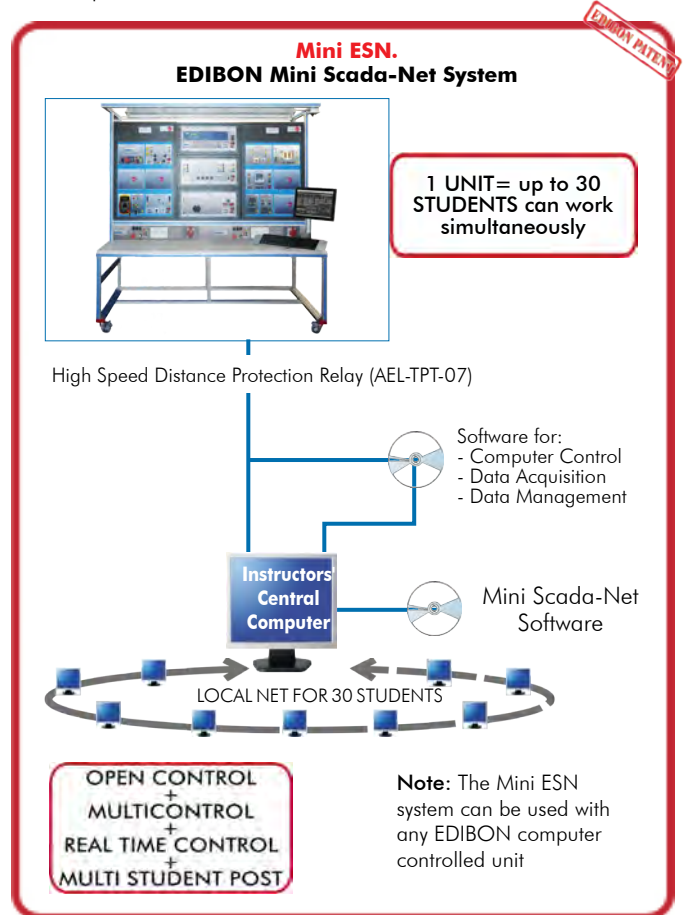 EDIBON PATENT
Mini ESN.
EDIBON Mini Scada-Net System
1 UNIT= up to 30
STUDENTS can work
simultaneously
High Speed Distance Protection Relay (AEL-TPT-07)
Software for:
- Computer Control
- Data Acquisition
- Data Management
Instructors'
Central
Computer
Mini Scada-Net
Software
LOCAL NET FOR 30 STUDENTS
OPEN CONTROL
+
MULTICONTROL
+
REAL TIME CONTROL
+
MULTI STUDENT POST
Note: The Mini ESN
system can be used with
any EDIBON computer
controlled unit